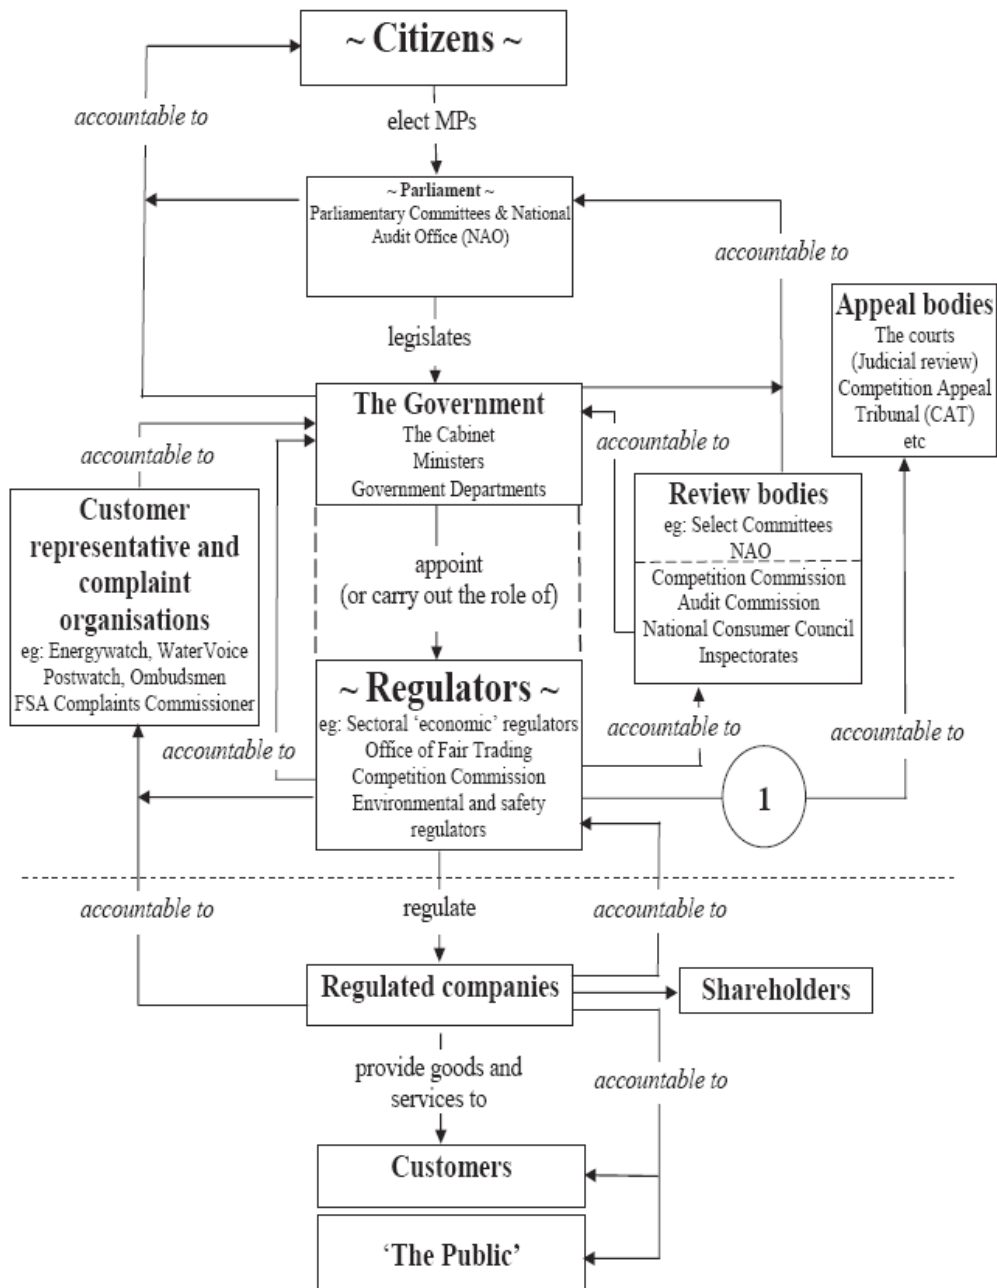 ~ Citizens ~
accountable to
elect MPs
~ Parliament ~
Parliamentary Committees & National
Audit Office (NAO)
accountable to
legislates
Appeal bodies
The courts
(Judicial review)
Competition Appeal
Tribunal (CAT)
etc
The Government
The Cabinet
Ministers
Government Departments
accountable to
accountable to
Customer
representative and
complaint
organisations
eg: Energywatch, WaterVoice
Postwatch, Ombudsmen
FSA Complaints Commissioner
Review bodies
eg: Select Committees
NAO
Competition Commission
Audit Commission
National Consumer Council
Inspectorates
appoint
(or carry out the role of)
~ Regulators ~
eg: Sectoral ‘economic’ regulators
Office of Fair Trading
Competition Commission
Environmental and safety
regulators
accountable to
accountable to
accountable to
1
accountable to
regulate
accountable to
Regulated companies
Shareholders
provide goods and
services to
accountable to
Customers
‘The Public’